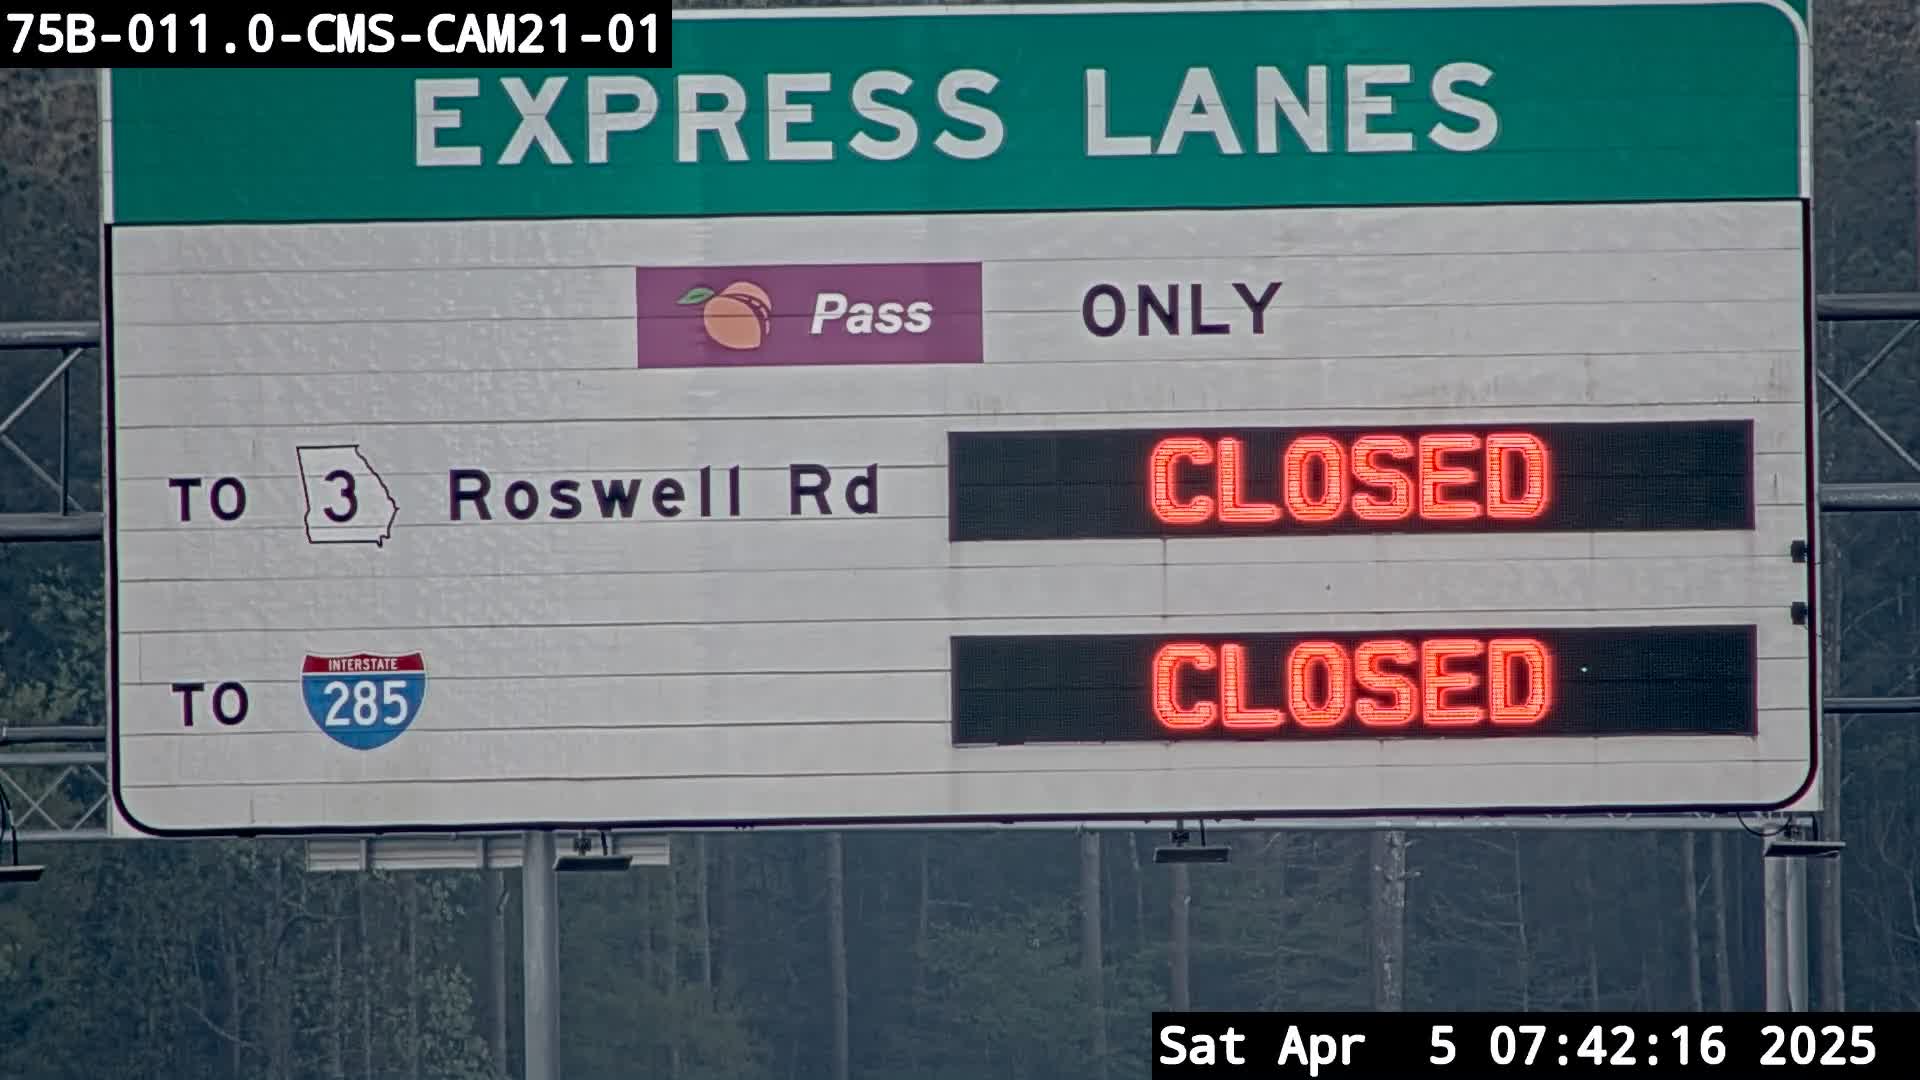 75B-011.0-CMS-CAM21-01
EXPRESS LANES
Pass ONLY
TO 3 Roswell Rd CLOSED
INTERSTATE
TO 285 CLOSED
Sat Apr 5 07:42:16 2025